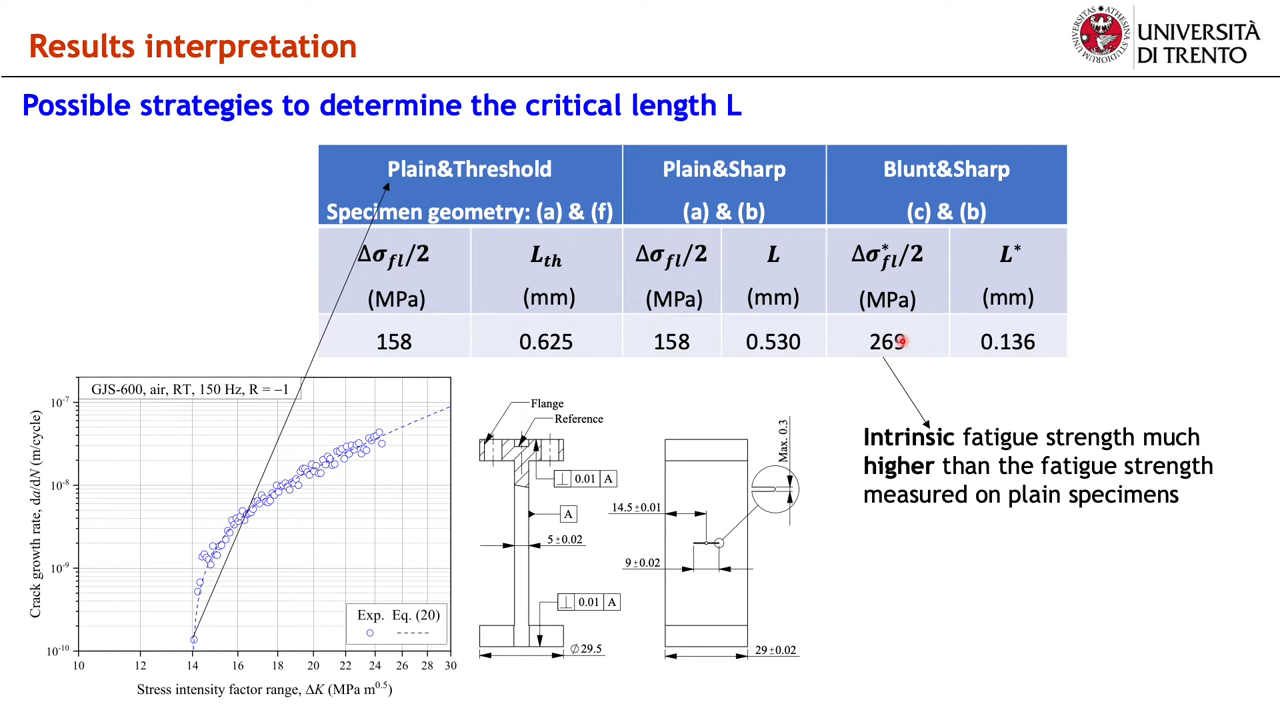 Results interpretation
UNIVERSITÀ
DI TRENTO
Possible strategies to determine the critical length L
Plain&Threshold
Specimen geometry: (a) & (f)
Plain&Sharp
(a) & (b)
Blunt&Sharp
(c) & (b)
Δσfl/2
(MPa)
Lth
(mm)
Δσfl/2
(MPa)
L
(mm)
Δσ*fl/2
(MPa)
L*
(mm)
158
0.625
158
0.530
269
0.136
GJS-600, air, RT, 150 Hz, R = −1
Crack growth rate, da/dN (m/cycle)
10-7
10-8
10-9
10-10
Exp. Eq. (20)
10 12 14 16 18 20 22 24 26 28 30
Stress intensity factor range, ΔK (MPa m0.5)
Flange
Reference
⊥ 0.01 A
A
5±0.02
⊥ 0.01 A
∅29.5
Max. 0.3
14.5±0.01
9±0.02
29±0.02
Intrinsic fatigue strength much
higher than the fatigue strength
measured on plain specimens